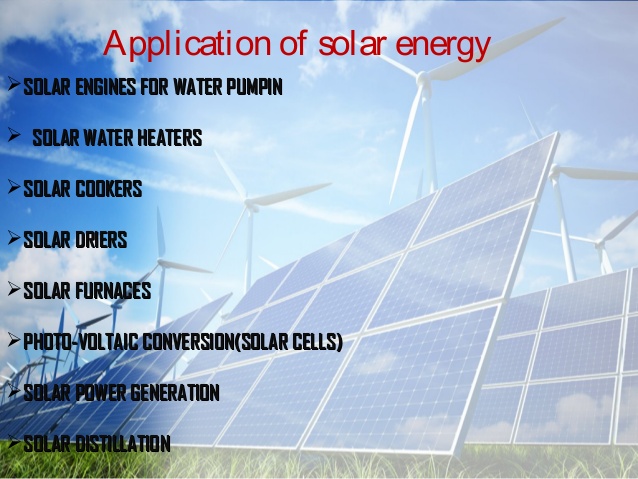 Application of solar energy
➢SOLAR ENGINES FOR WATER PUMPIN
➢ SOLAR WATER HEATERS
➢SOLAR COOKERS
➢SOLAR DRIERS
➢SOLAR FURNACES
➢PHOTO-VOLTAIC CONVERSION(SOLAR CELLS)
➢SOLAR POWER GENERATION
➢SOLAR DISTILLATION